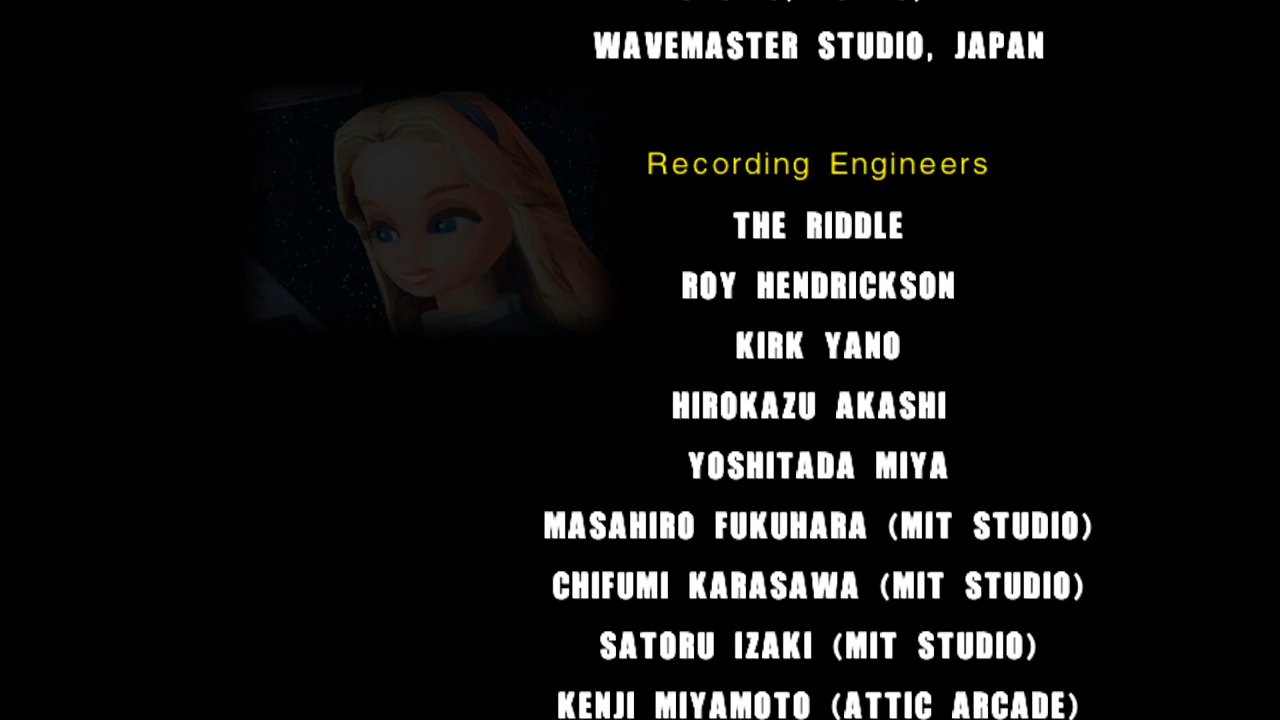 WAVEMASTER STUDIO, JAPAN
Recording Engineers
THE RIDDLE
ROY HENDRICKSON
KIRK YANO
HIROKAZU AKASHI
YOSHITADA MIYA
MASAHIRO FUKUHARA (MIT STUDIO)
CHIFUMI KARASAWA (MIT STUDIO)
SATORU IZAKI (MIT STUDIO)
KENJI MIYAMOTO (ATTIC ARCADE)